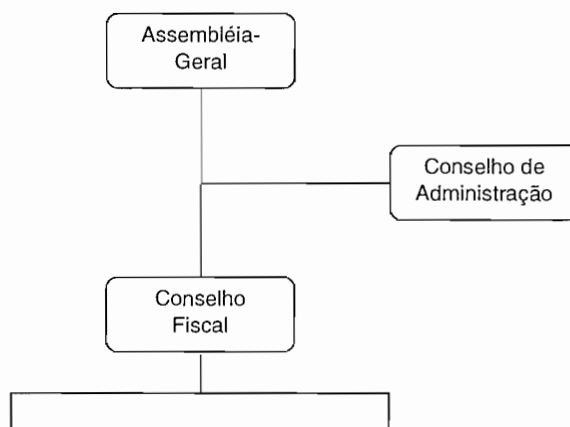 Assembléia-
Geral
Conselho de
Administração
Conselho
Fiscal